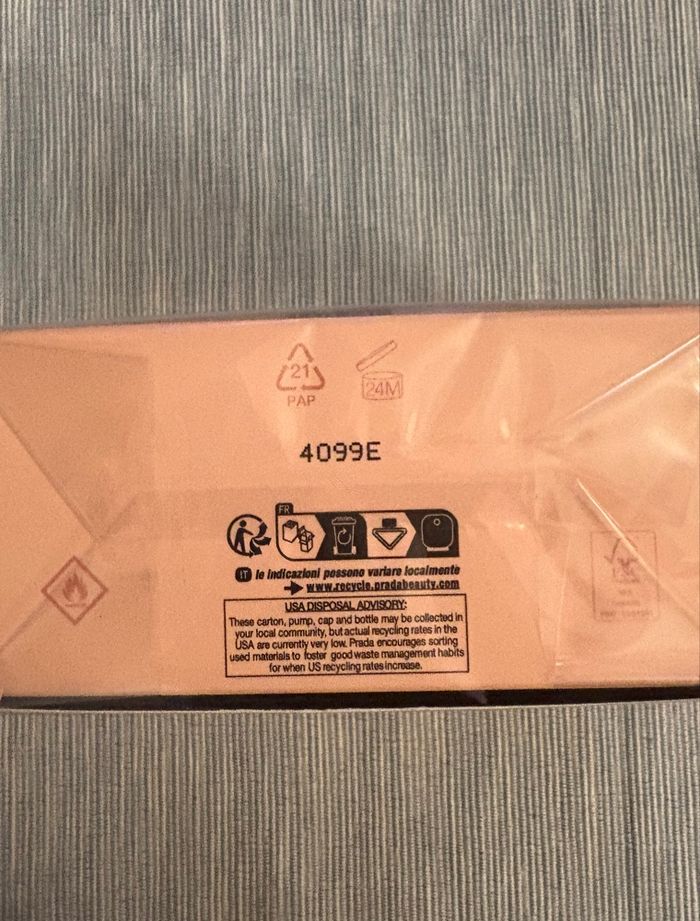 21
PAP
24M
4099E
FR
IT le indicazioni possono variare localmente
www.recycle.pradabeauty.com
USA DISPOSAL ADVISORY:
These carton, pump, cap and bottle may be collected in
your local community, but actual recycling rates in the
USA are currently very low. Prada encourages sorting
used materials to foster good waste management habits
for when US recycling rates increase.